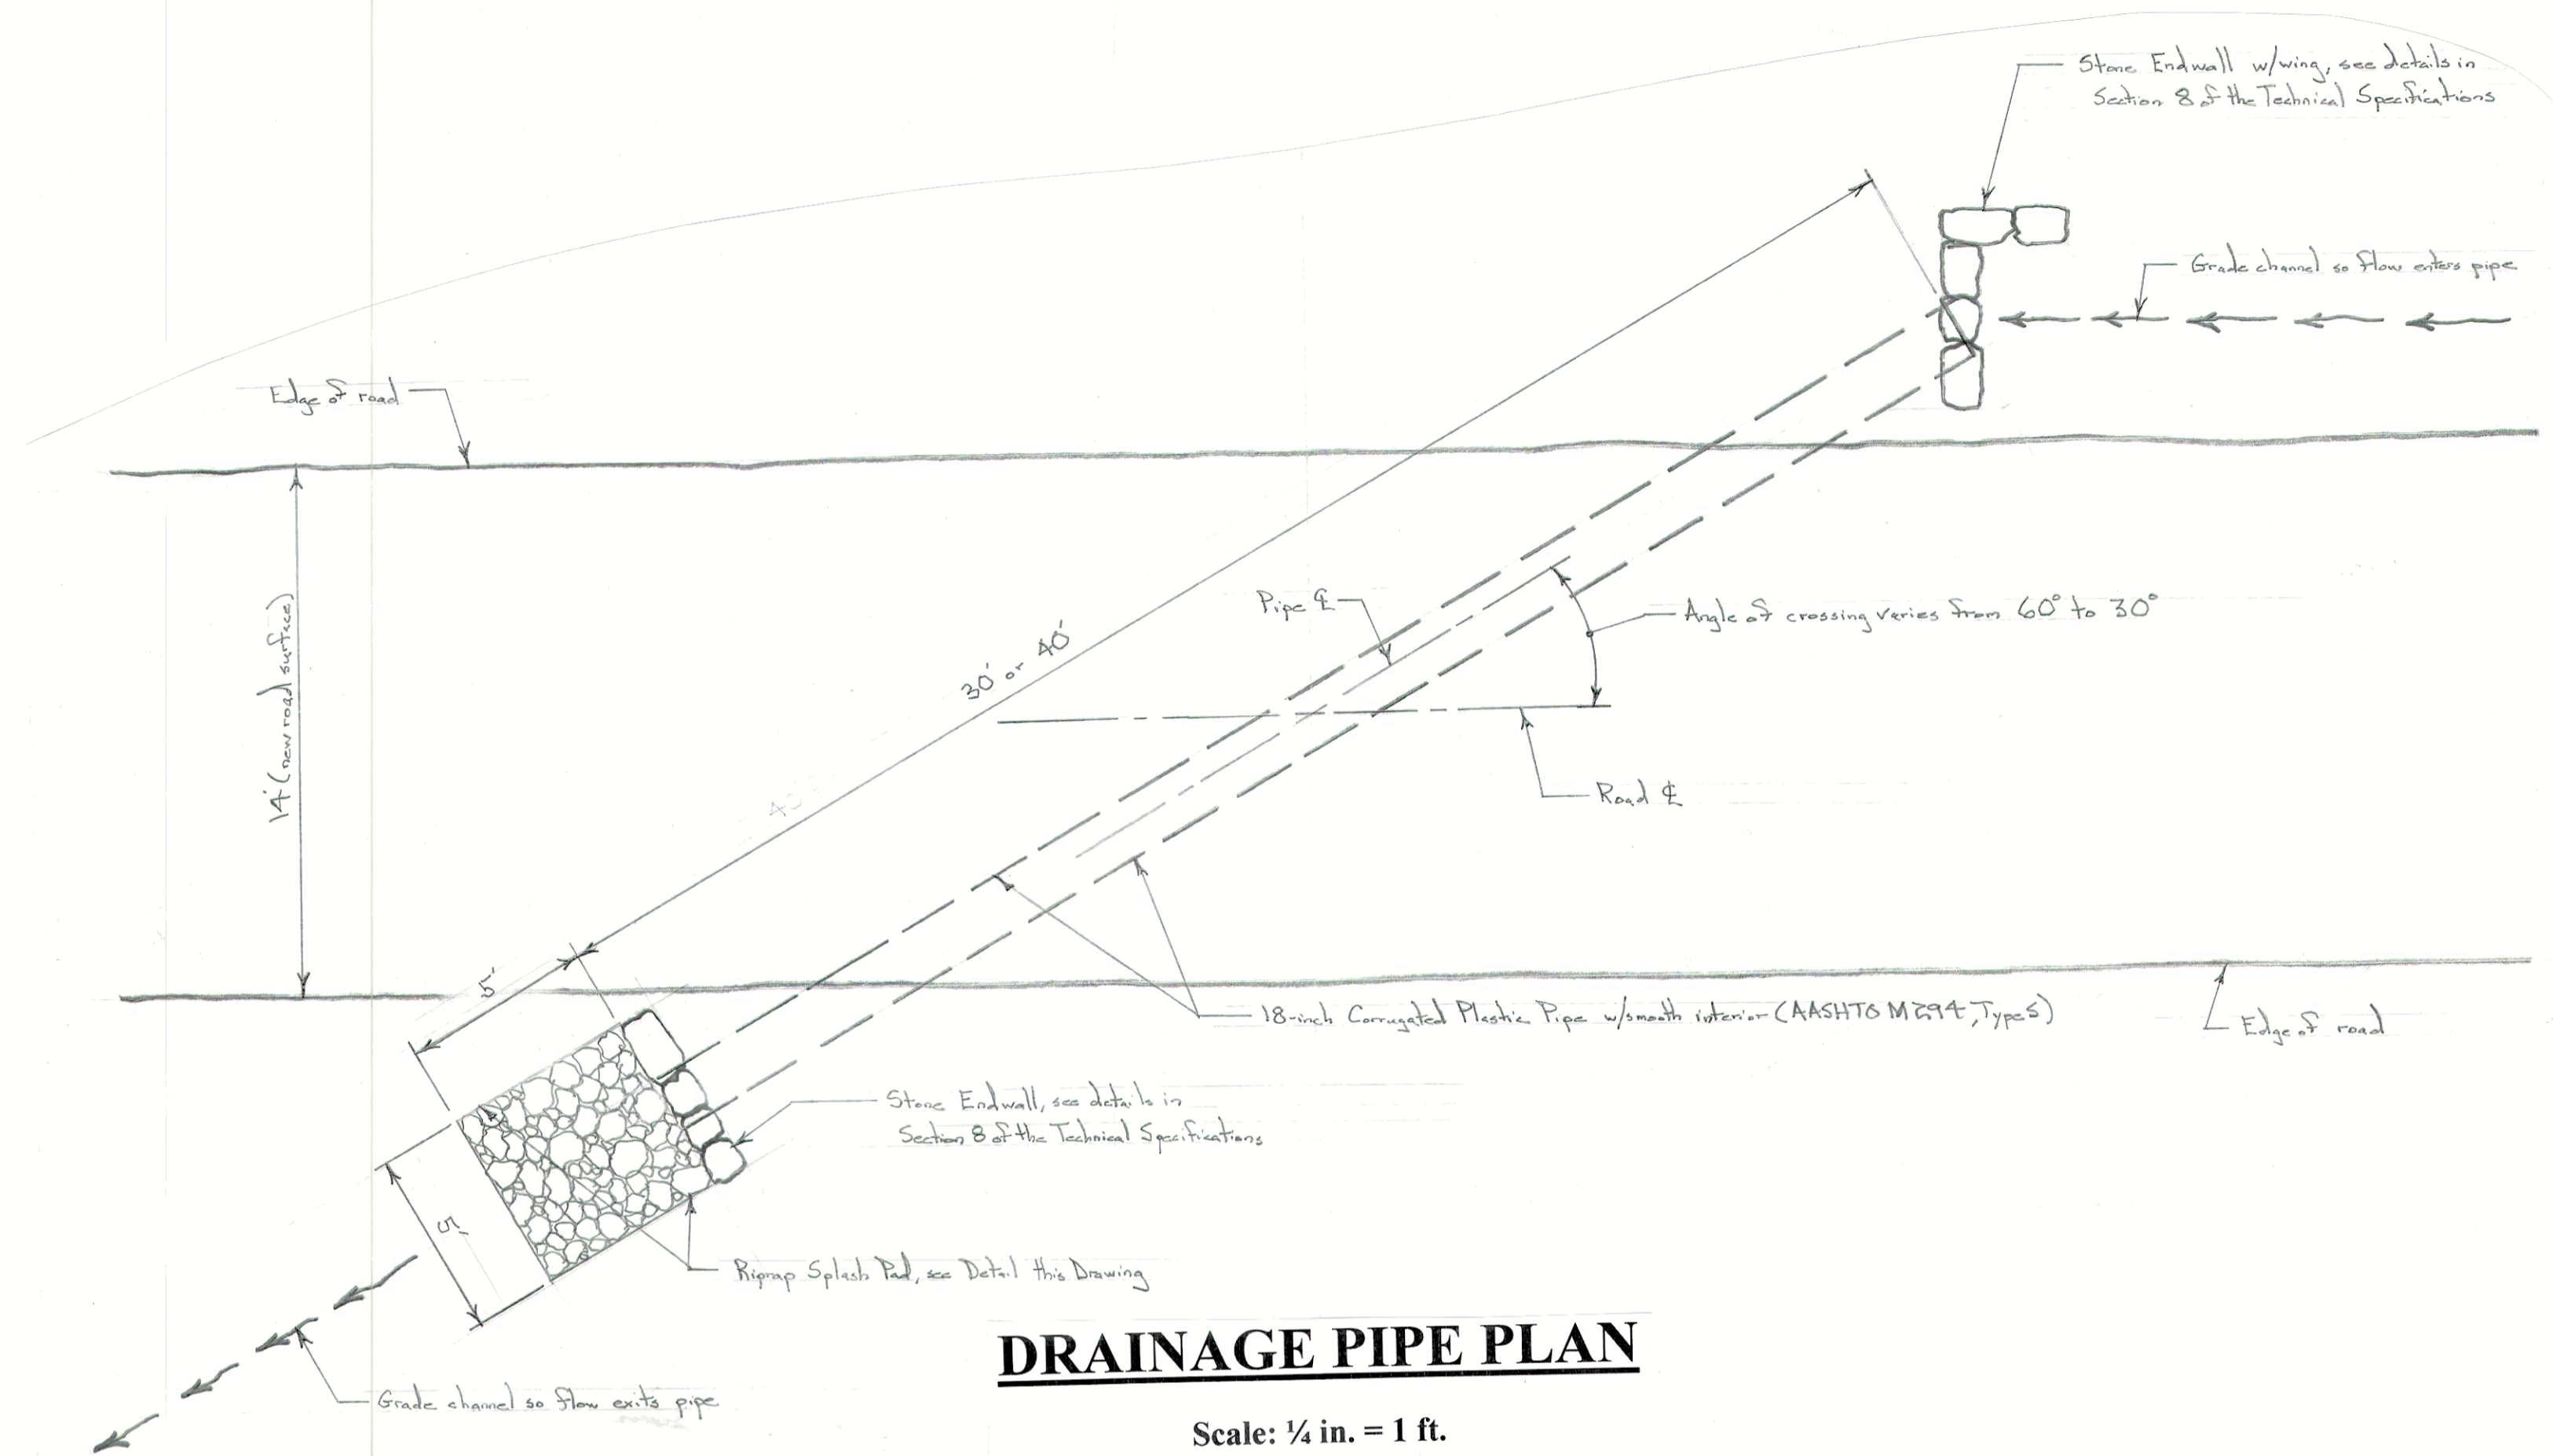 Stone Endwall w/wing, see details in
Section 8 of the Technical Specifications
Grade channel so flow enters pipe
Edge of road
14' (new road surface)
30' or 40'
40'
Pipe ℄
Angle of crossing varies from 60° to 30°
Road ℄
5'
18-inch Corrugated Plastic Pipe w/smooth interior (AASHTO M294, Type S)
Edge of road
Stone Endwall, see details in
Section 8 of the Technical Specifications
5'
Riprap Splash Pad, see Detail this Drawing
Grade channel so flow exits pipe
DRAINAGE PIPE PLAN
Scale: ¼ in. = 1 ft.